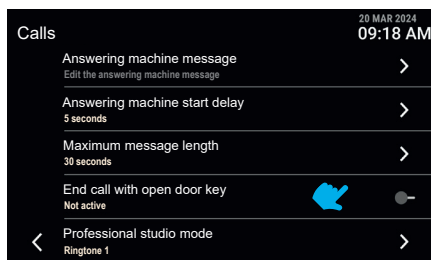 20 MAR 2024
Calls
09:18 AM
Answering machine message
Edit the answering machine message
Answering machine start delay
5 seconds
Maximum message length
30 seconds
End call with open door key
Not active
Professional studio mode
Ringtone 1